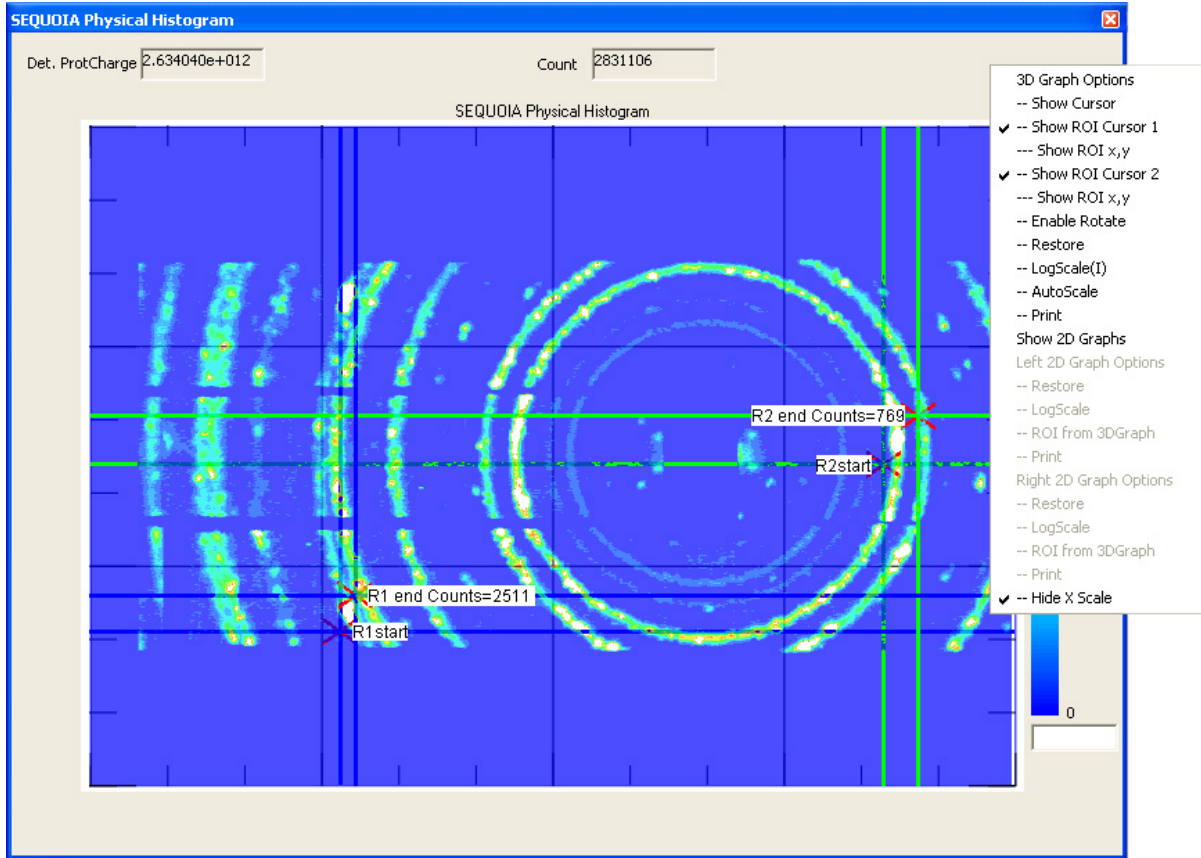 SEQUOIA Physical Histogram
Det. ProtCharge 2.634040e+012 Count 2831106
SEQUOIA Physical Histogram
R2 end Counts=769
R2start
R1 end Counts=2511
R1start
3D Graph Options
-- Show Cursor
-- Show ROI Cursor 1
--- Show ROI x,y
-- Show ROI Cursor 2
--- Show ROI x,y
-- Enable Rotate
-- Restore
-- LogScale(I)
-- AutoScale
-- Print
Show 2D Graphs
Left 2D Graph Options
-- Restore
-- LogScale
-- ROI from 3DGraph
-- Print
Right 2D Graph Options
-- Restore
-- LogScale
-- ROI from 3DGraph
-- Print
-- Hide X Scale
0